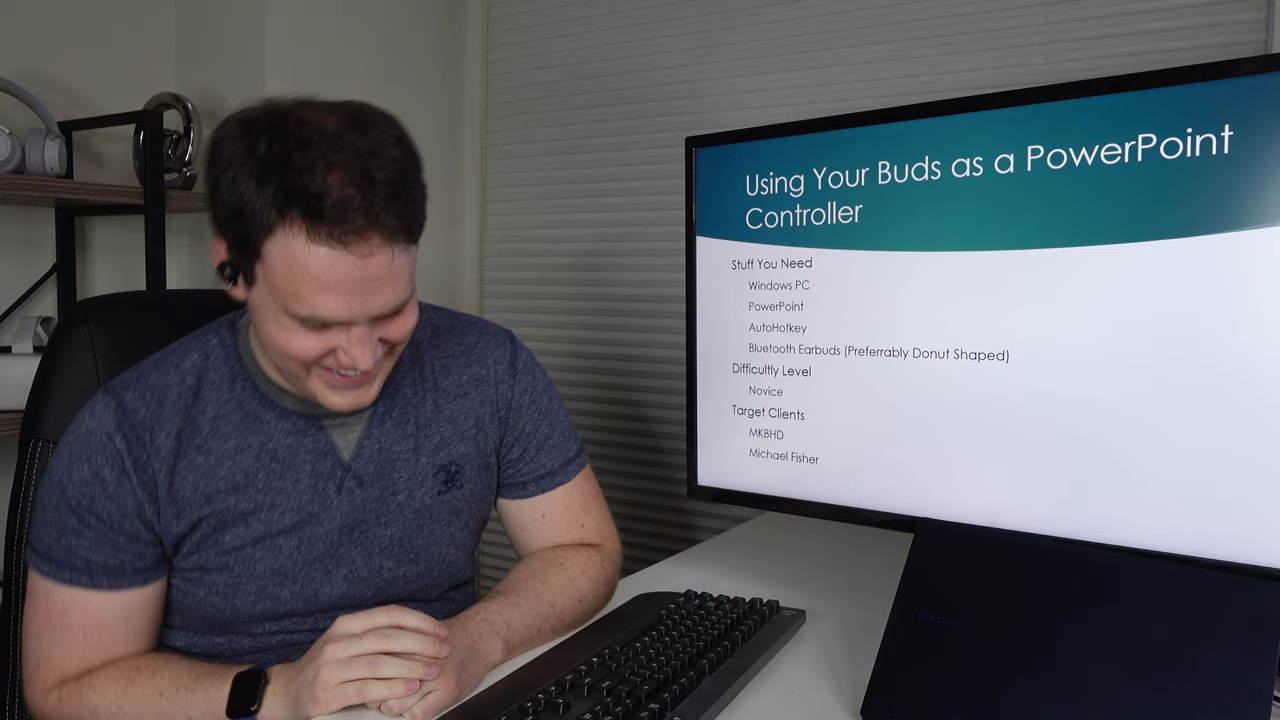 Using Your Buds as a PowerPoint
Controller
Stuff You Need
Windows PC
PowerPoint
AutoHotkey
Bluetooth Earbuds (Preferrably Donut Shaped)
Difficultly Level
Novice
Target Clients
MKBHD
Michael Fisher